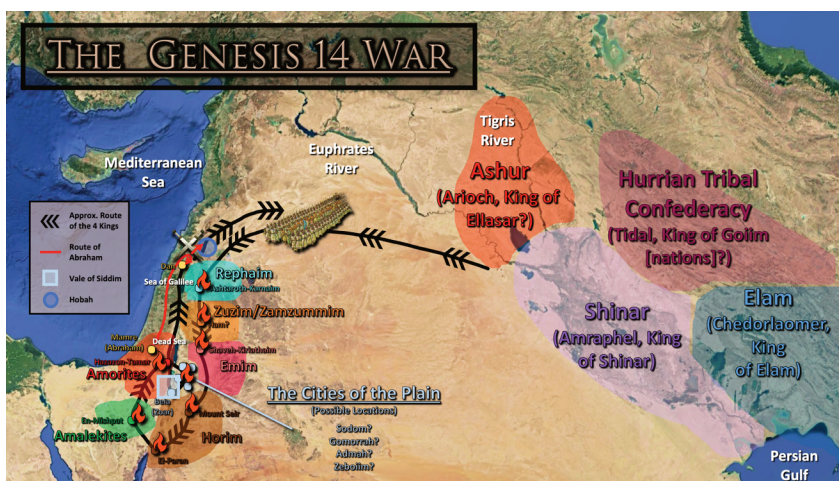 THE GENESIS 14 WAR
Mediterranean
Sea
Euphrates
River
Tigris
River
Ashur
(Arioch, King of
Ellasar?)
Hurrian Tribal
Confederacy
(Tidal, King of Goiim
[nations]?)
Shinar
(Amraphel, King
of Shinar)
Elam
(Chedorlaomer,
King
of Elam)
Persian
Gulf
Approx. Route
of the 4 Kings
Route of
Abraham
Vale of Siddim
Hobah
Dan
Sea of Galilee
Rephaim
Ashtaroth-Karnaim
Zuzim/Zamzummim
Ham?
Shaveh-Kiriathaim
Emim
Mamre
(Abraham)
Dead Sea
Hazezon-Tamar
Amorites
Bela
(Zoar)
Mount Seir
En-Mishpat
Amalekites
Horim
El-Paran
The Cities of the Plain
(Possible Locations)
Sodom?
Gomorrah?
Admah?
Zeboiim?